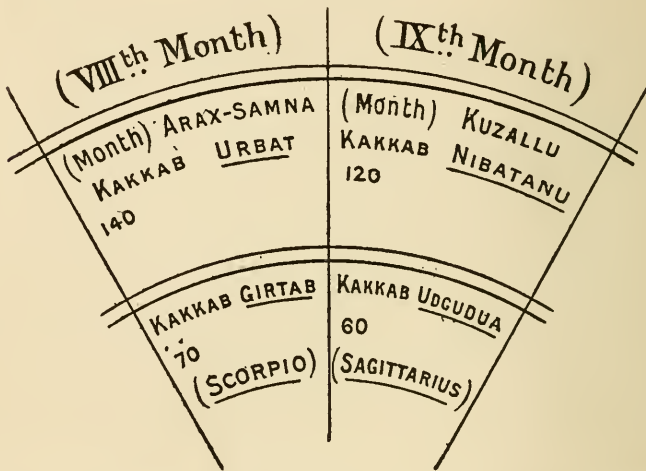 (VIIIth Month)
(IXth Month)
(Month) ARAX-SAMNA
KAKKAB URBAT
140
(Month) KUZALLU
KAKKAB NIBATANU
120
KAKKAB GIRTAB
70
(SCORPIO)
KAKKAB UDGUDUA
60
(SAGITTARIUS)